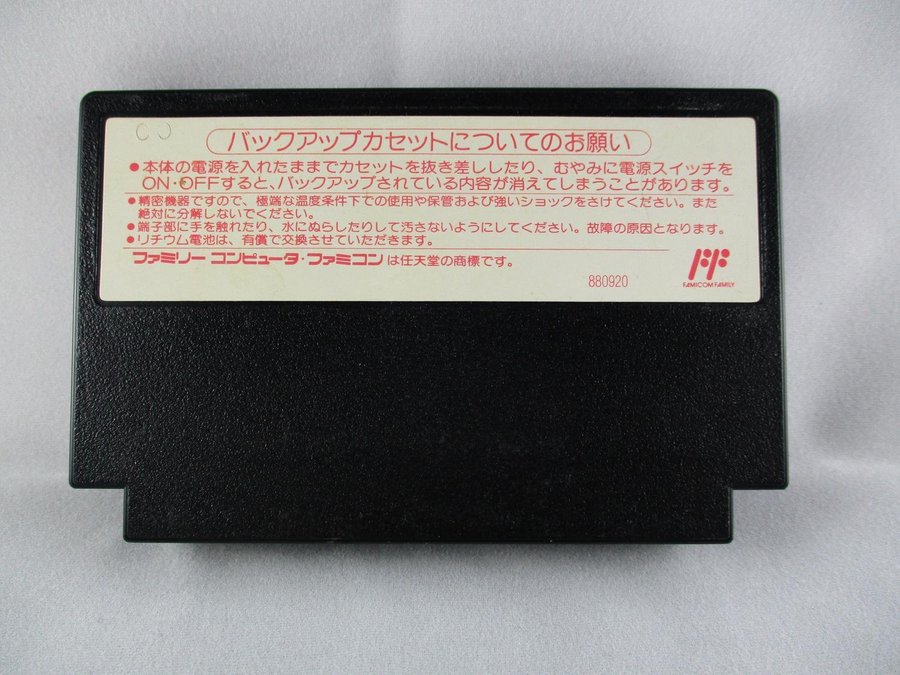 バックアップカセットについてのお願い
●本体の電源を入れたままでカセットを抜き差ししたり、むやみに電源スイッチを
ON・OFFすると、バックアップされている内容が消えてしまうことがあります。
●精密機器ですので、極端な温度条件下での使用や保管および強いショックをさけてください。また
絶対に分解しないでください。
●端子部に手を触れたり、水にぬらしたりして汚さないようにしてください。故障の原因となります。
●リチウム電池は、有償で交換させていただきます。
ファミリー コンピュータ・ファミコン は任天堂の商標です。
880920
FAMICOM FAMILY